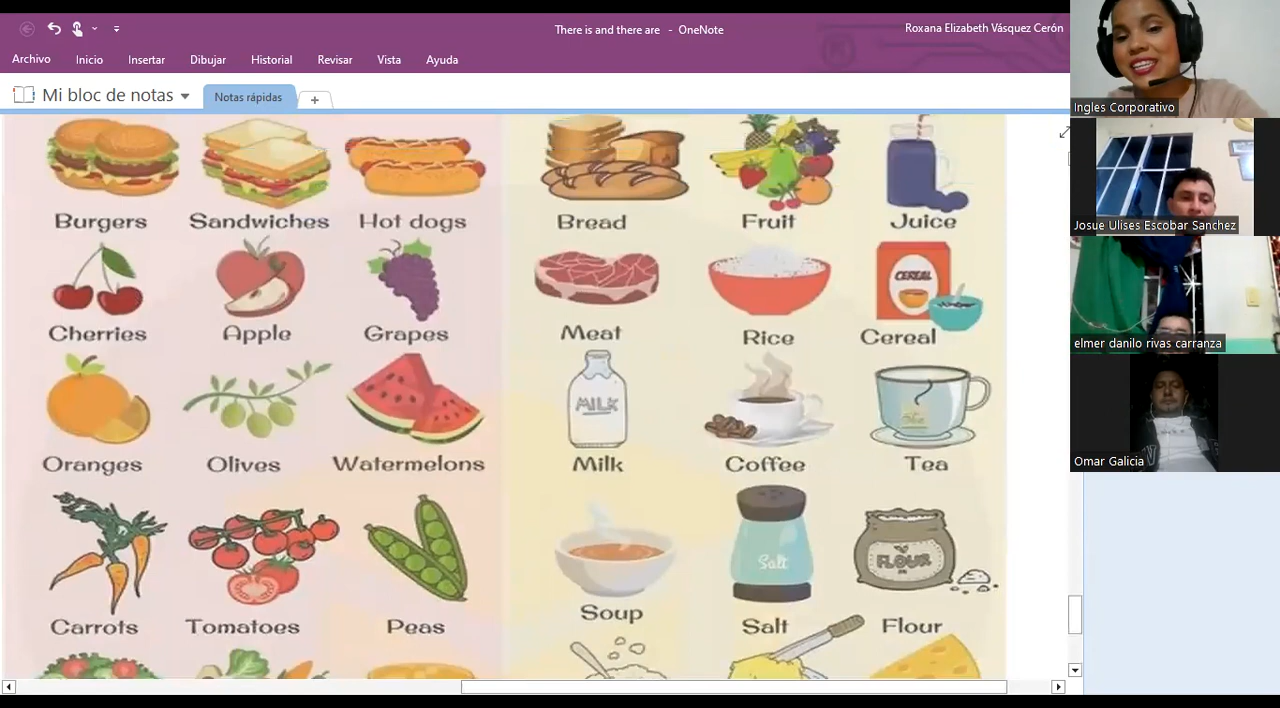 There is and there are - OneNote
Roxana Elizabeth Vásquez Cerón
Archivo Inicio Insertar Dibujar Historial Revisar Vista Ayuda
Mi bloc de notas
Notas rápidas
Burgers Sandwiches Hot dogs Bread Fruit Juice
CEREAL
Cherries Apple Grapes Meat Rice Cereal
MILK
Oranges Olives Watermelons Milk Coffee Tea
Salt
FLOUR
Carrots Tomatoes Peas Soup Salt Flour
Ingles Corporativo
Josue Ulises Escobar Sanchez
elmer danilo rivas carranza
Omar Galicia